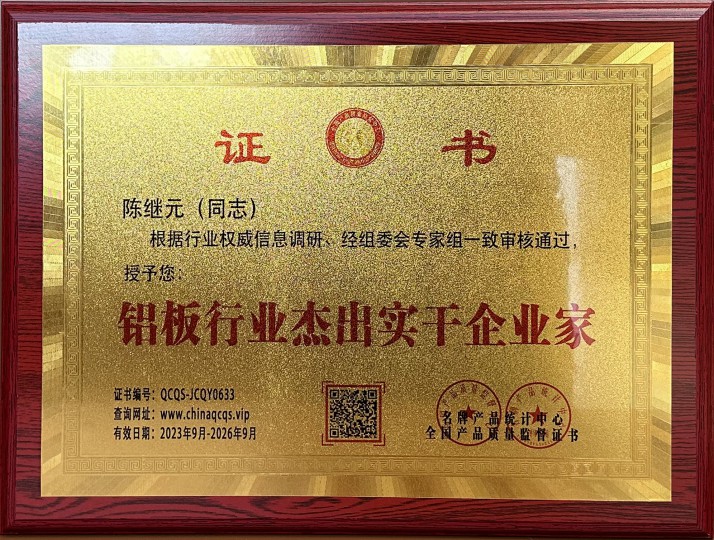 证 书
陈继元（同志）
根据行业权威信息调研、经组委会专家组一致审核通过，
授予您：
铝板行业杰出实干企业家
证书编号：QCQS-JCQY0633
查询网址：www.chinaqcqs.vip
有效日期：2023年9月-2026年9月
名牌产品统计中心
全国产品质量监督证书